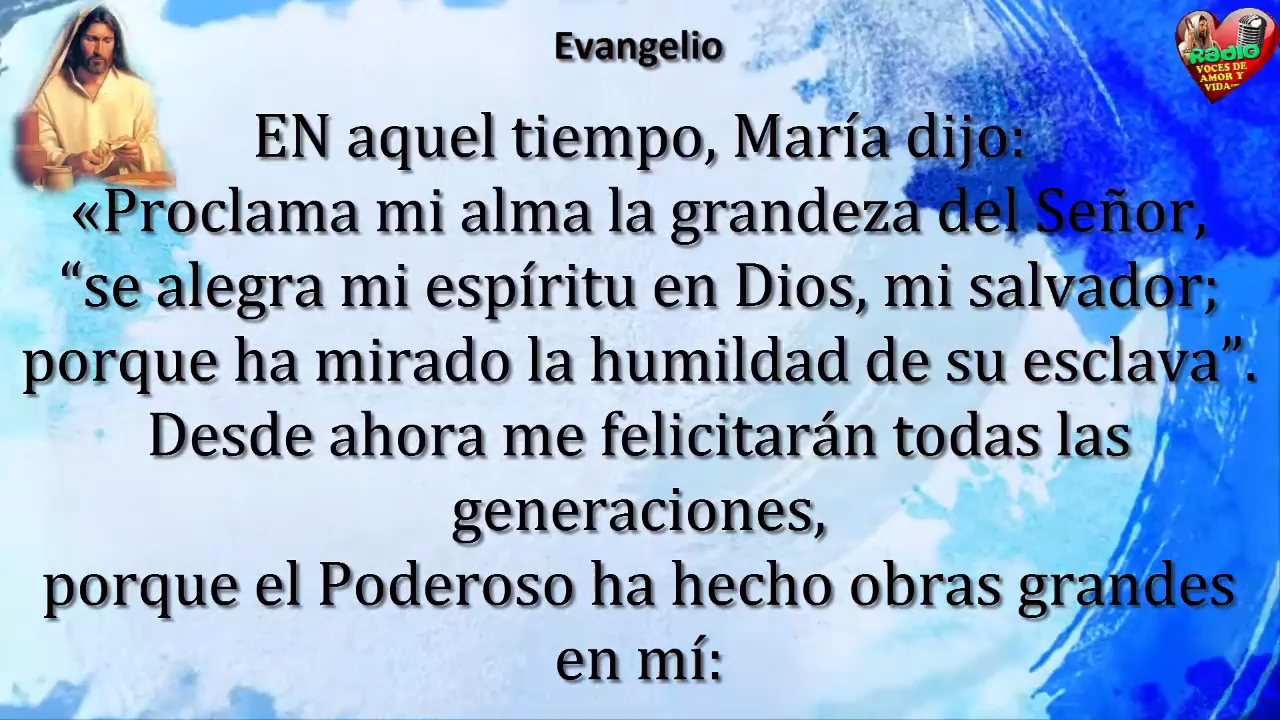 Evangelio
RADIO
VOCES DE
AMOR Y
VIDA
EN aquel tiempo, María dijo:
«Proclama mi alma la grandeza del Señor,
“se alegra mi espíritu en Dios, mi salvador;
porque ha mirado la humildad de su esclava”.
Desde ahora me felicitarán todas las
generaciones,
porque el Poderoso ha hecho obras grandes
en mí: